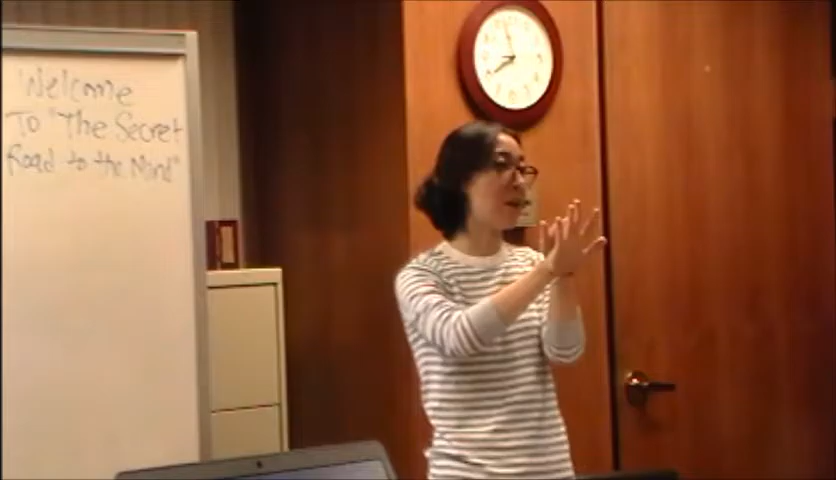 Welcome
To "The Secret
Road to the Mind"